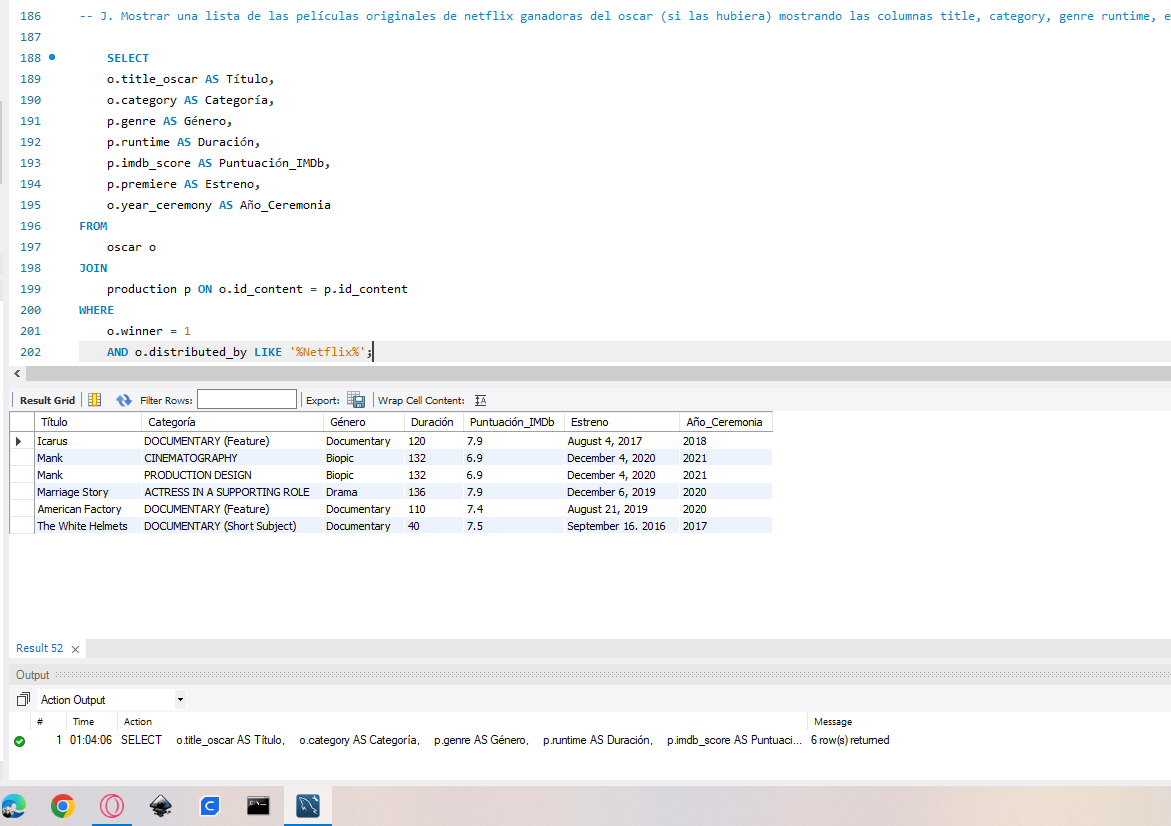 186 -- J. Mostrar una lista de las películas originales de netflix ganadoras del oscar (si las hubiera) mostrando las columnas title, category, genre runtime, e
187
188 SELECT
189 o.title_oscar AS Título,
190 o.category AS Categoría,
191 p.genre AS Género,
192 p.runtime AS Duración,
193 p.imdb_score AS Puntuación_IMDb,
194 p.premiere AS Estreno,
195 o.year_ceremony AS Año_Ceremonia
196 FROM
197 oscar o
198 JOIN
199 production p ON o.id_content = p.id_content
200 WHERE
201 o.winner = 1
202 AND o.distributed_by LIKE '%Netflix%';
Result Grid Filter Rows: Export: Wrap Cell Content: IA
Título Categoría Género Duración Puntuación_IMDb Estreno Año_Ceremonia
Icarus DOCUMENTARY (Feature) Documentary 120 7.9 August 4, 2017 2018
Mank CINEMATOGRAPHY Biopic 132 6.9 December 4, 2020 2021
Mank PRODUCTION DESIGN Biopic 132 6.9 December 4, 2020 2021
Marriage Story ACTRESS IN A SUPPORTING ROLE Drama 136 7.9 December 6, 2019 2020
American Factory DOCUMENTARY (Feature) Documentary 110 7.4 August 21, 2019 2020
The White Helmets DOCUMENTARY (Short Subject) Documentary 40 7.5 September 16. 2016 2017
Result 52
Output
Action Output
# Time Action Message
1 01:04:06 SELECT o.title_oscar AS Título, o.category AS Categoría, p.genre AS Género, p.runtime AS Duración, p.imdb_score AS Puntuaci... 6 row(s) returned